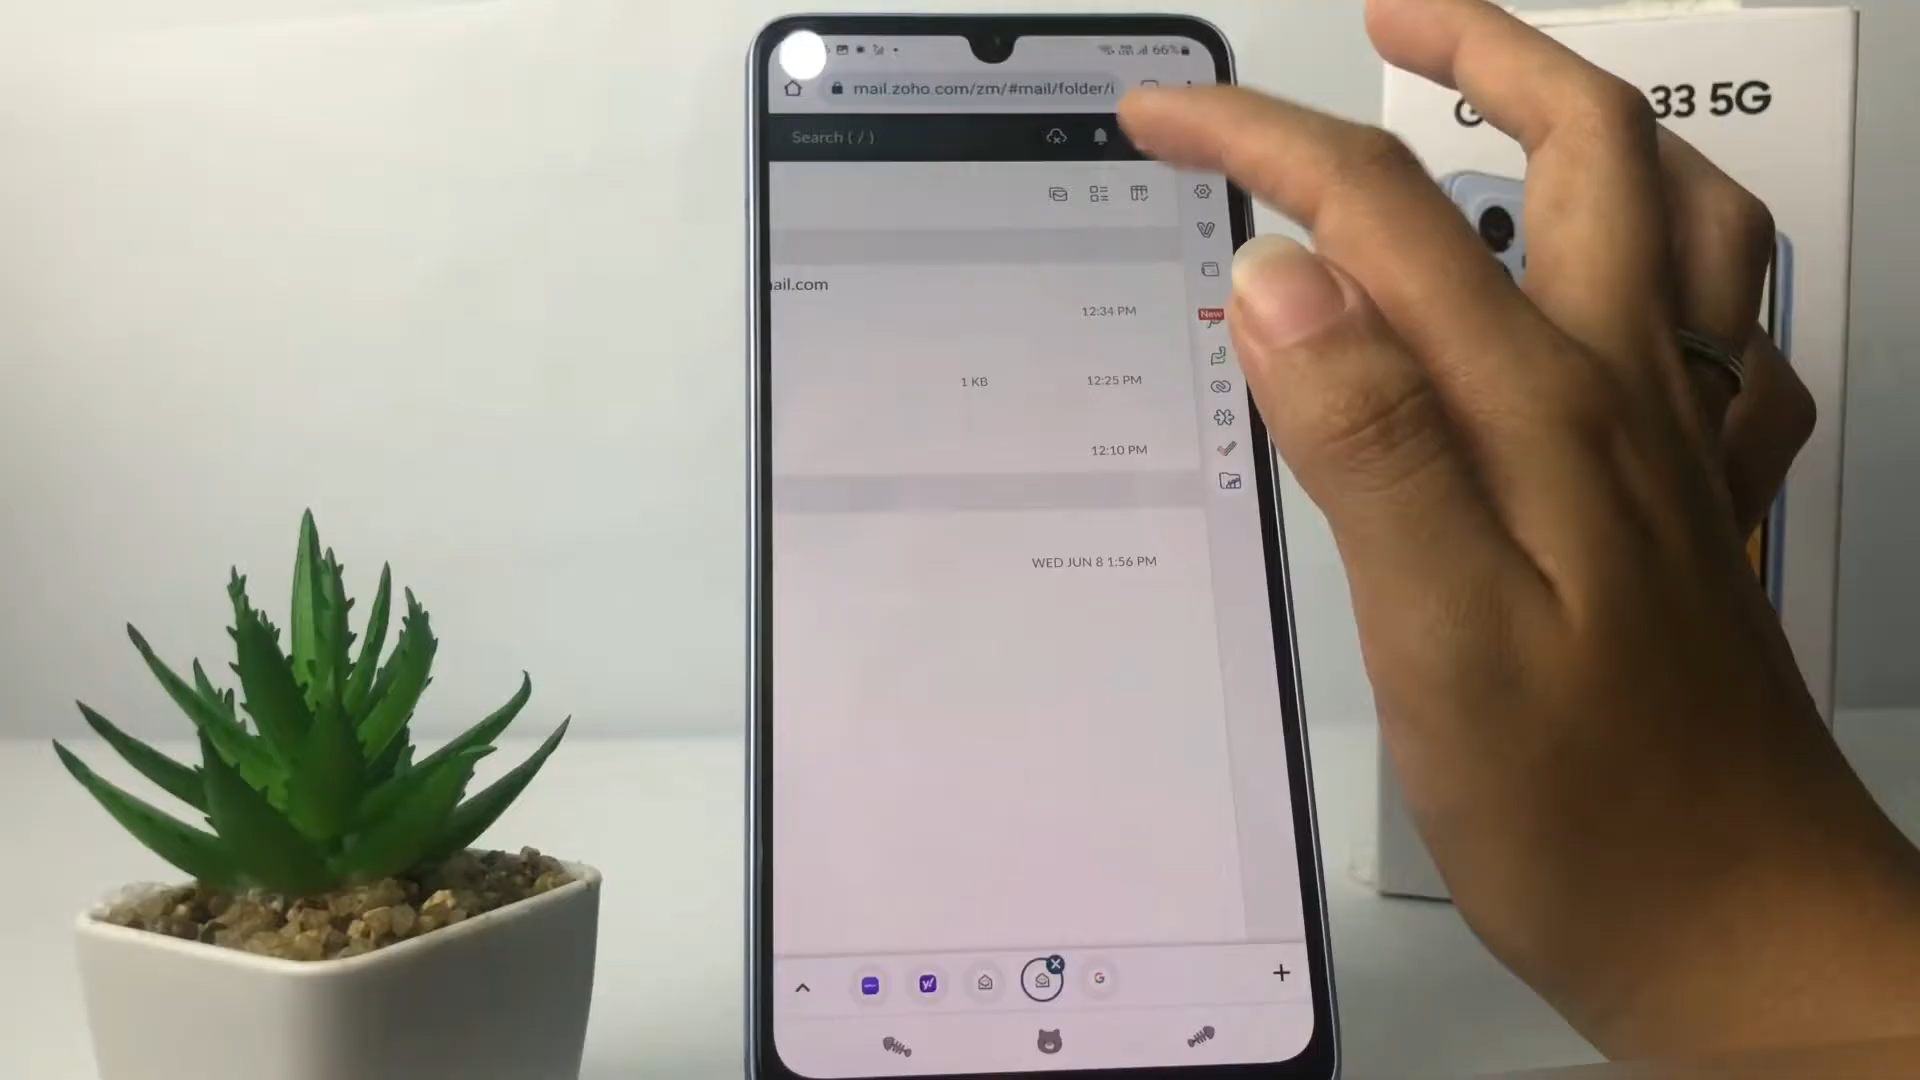 66%
mail.zoho.com/zm/#mail/folder/i
Search ( / )
ail.com
12:34 PM
New
1 KB
12:25 PM
12:10 PM
WED JUN 8 1:56 PM
y!
G
33 5G